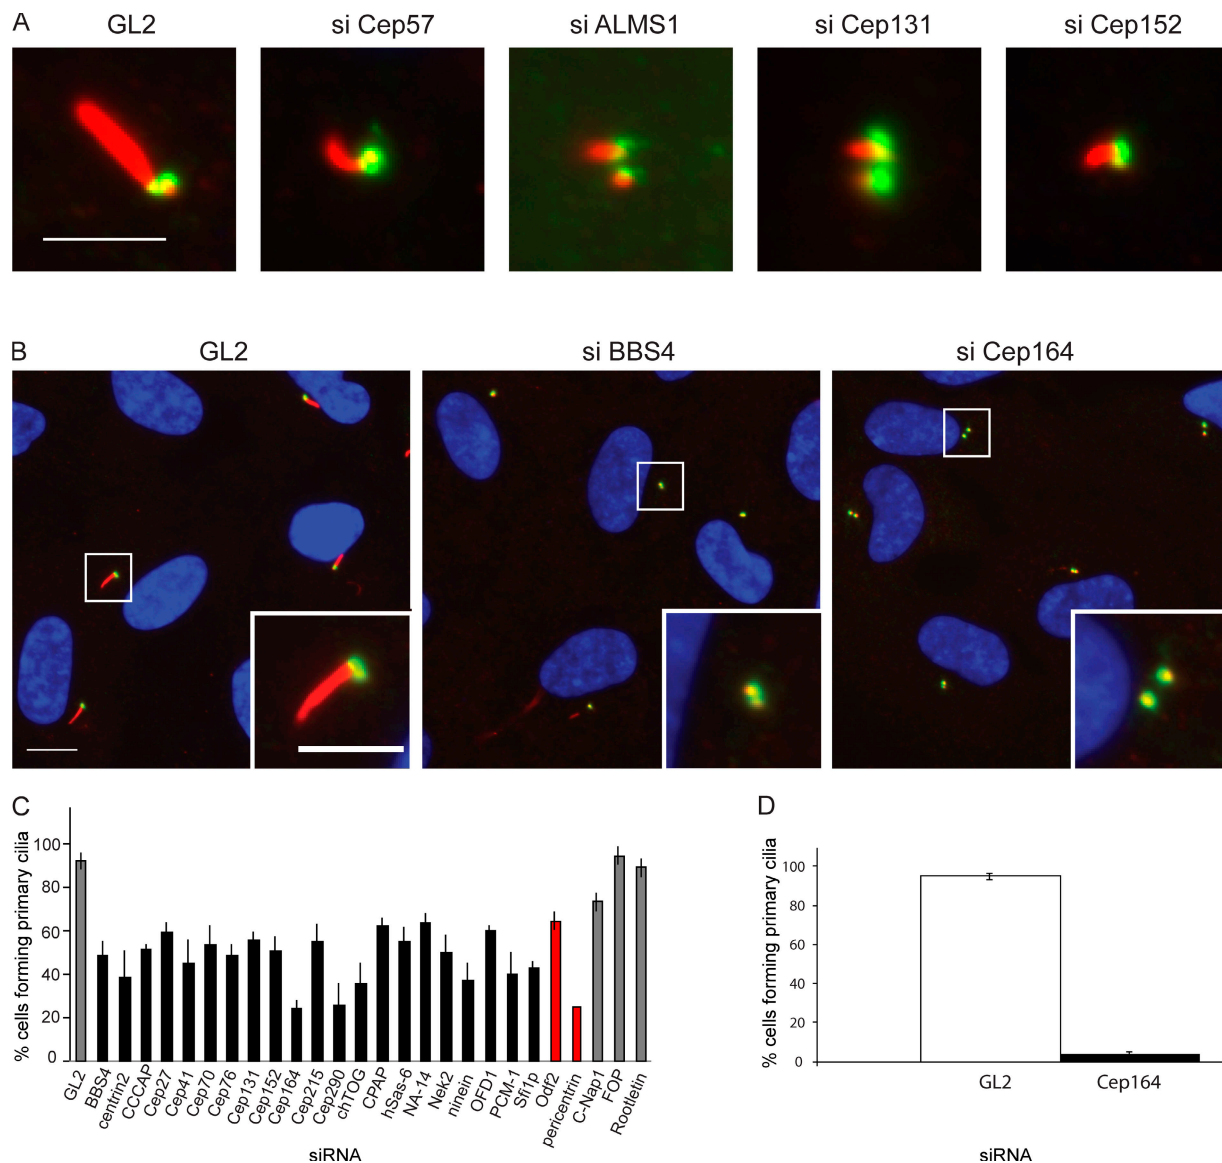 A
GL2
si Cep57
si ALMS1
si Cep131
si Cep152
B
GL2
si BBS4
si Cep164
C
% cells forming primary cilia
100
80
60
40
20
0
GL2
BBS4
centrin2
CCCAP
Cep27
Cep41
Cep70
Cep76
Cep131
Cep152
Cep164
Cep215
Cep290
chTOG
CPAP
hSas-6
NA-14
Nek2
ninein
OFD1
PCM-1
Sfi1p
Odf2
pericentrin
C-Nap1
FOP
Rootletin
siRNA
D
% cells forming primary cilia
100
80
60
40
20
0
GL2
Cep164
siRNA